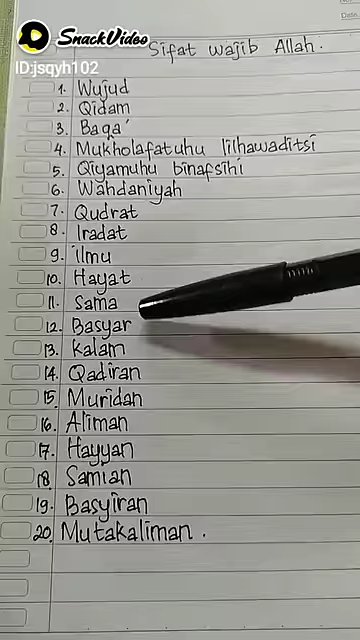 SnackVideo
ID:jsqyh102
Date.
Sifat wajib Allah.
1. Wujud
2. Qidam
3. Baqa'
4. Mukholafatuhu lilhawaditsi
5. Qiyamuhu binafsihi
6. Wahdaniyah
7. Qudrat
8. Iradat
9. ilmu
10. Hayat
11. Sama
12. Basyar
13. Kalam
14. Qadiran
15. Muridan
16. Aliman
17. Hayyan
18. Samian
19. Basyiran
20. Mutakaliman.